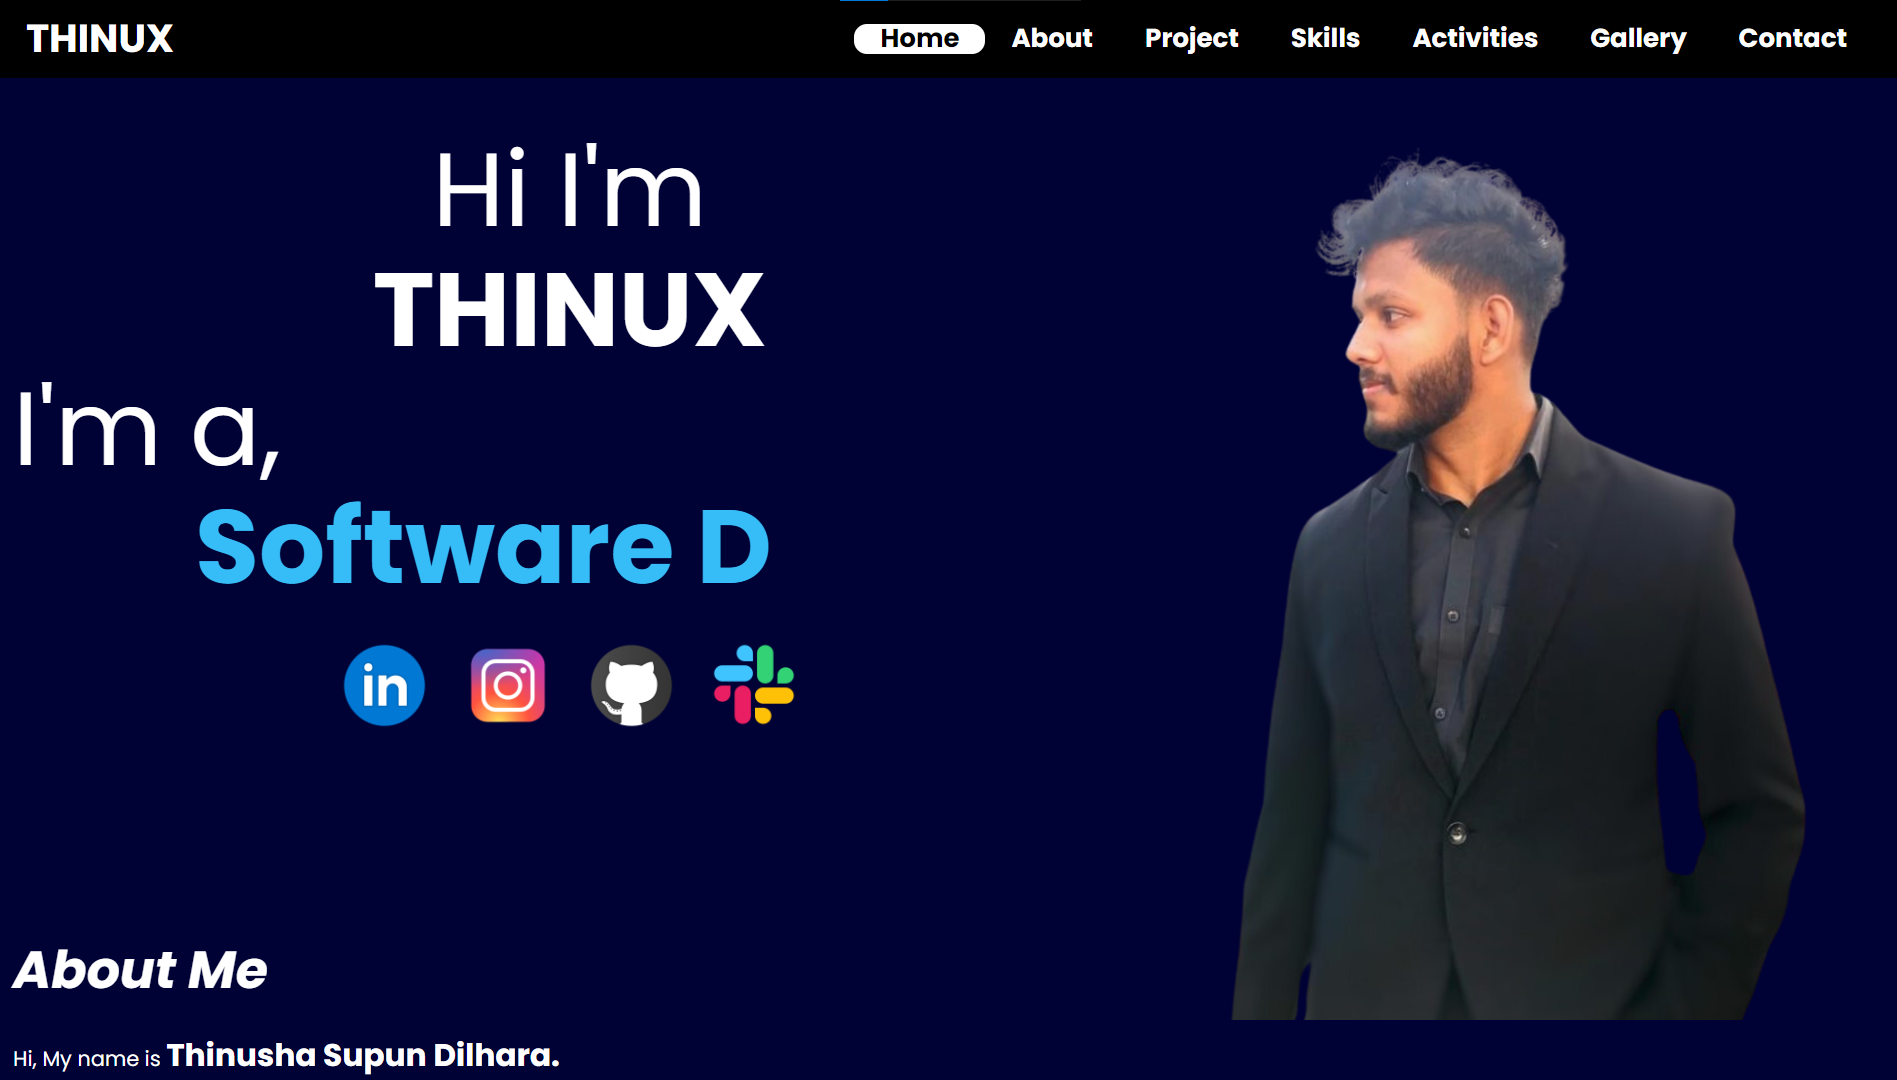 THINUX
Home About Project Skills Activities Gallery Contact
Hi I'm
THINUX
I'm a,
Software D
in
About Me
Hi, My name is Thinusha Supun Dilhara.